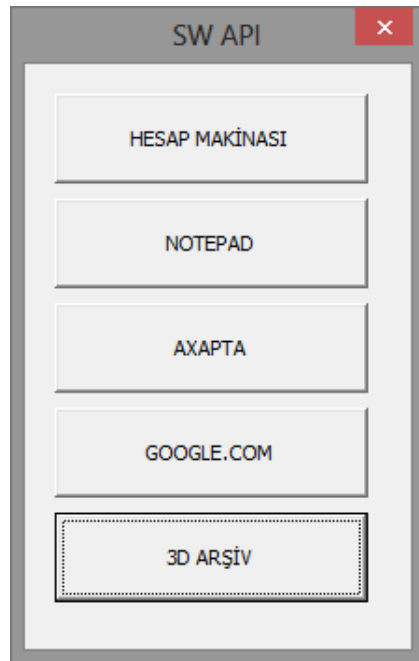 SW API
HESAP MAKİNASI
NOTEPAD
AXAPTA
GOOGLE.COM
3D ARŞİV